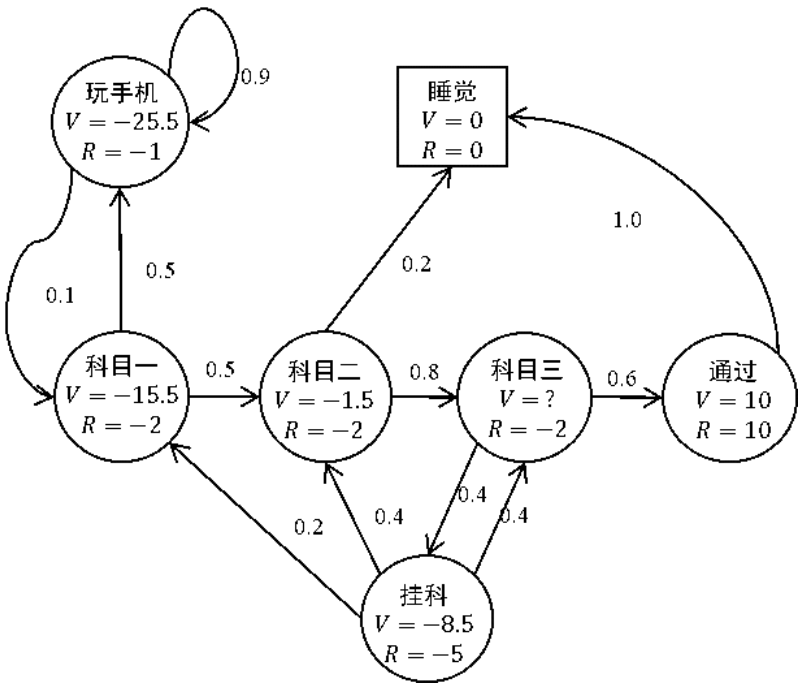 0.9
玩手机
V = −25.5
R = −1
睡觉
V = 0
R = 0
1.0
0.2
0.5
0.1
科目一
V = −15.5
R = −2
0.5
科目二
V = −1.5
R = −2
0.8
科目三
V = ?
R = −2
0.6
通过
V = 10
R = 10
0.4
0.4
0.4
0.2
挂科
V = −8.5
R = −5